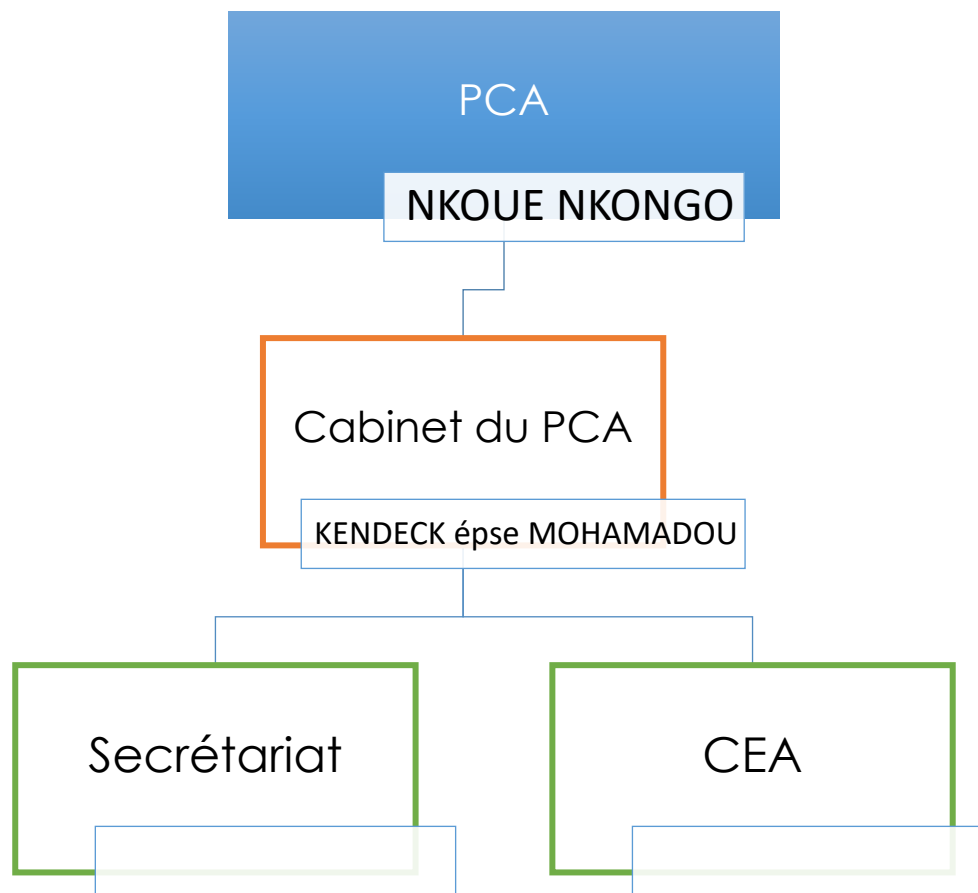 PCA
NKOUE NKONGO
Cabinet du PCA
KENDECK épse MOHAMADOU
Secrétariat
CEA